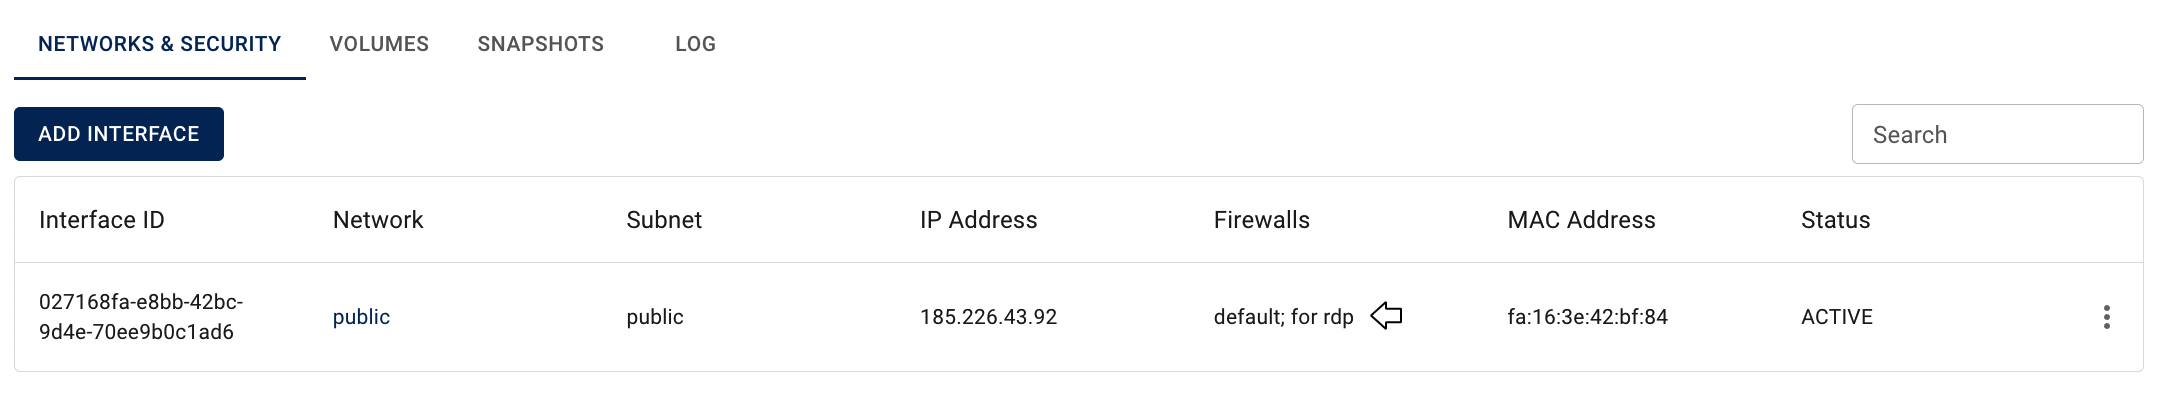 NETWORKS & SECURITY VOLUMES SNAPSHOTS LOG
ADD INTERFACE Search
Interface ID Network Subnet IP Address Firewalls MAC Address Status
027168fa-e8bb-42bc-
9d4e-70ee9b0c1ad6 public public 185.226.43.92 default; for rdp fa:16:3e:42:bf:84 ACTIVE